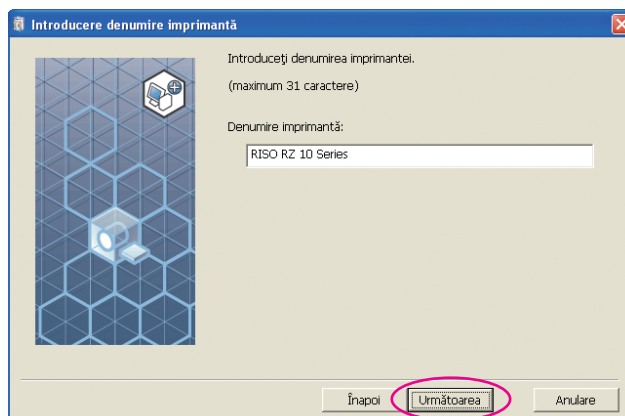 Introducere denumire imprimantă
Introduceţi denumirea imprimantei.
(maximum 31 caractere)
Denumire imprimantă:
RISO RZ 10 Series
Înapoi
Următoarea
Anulare